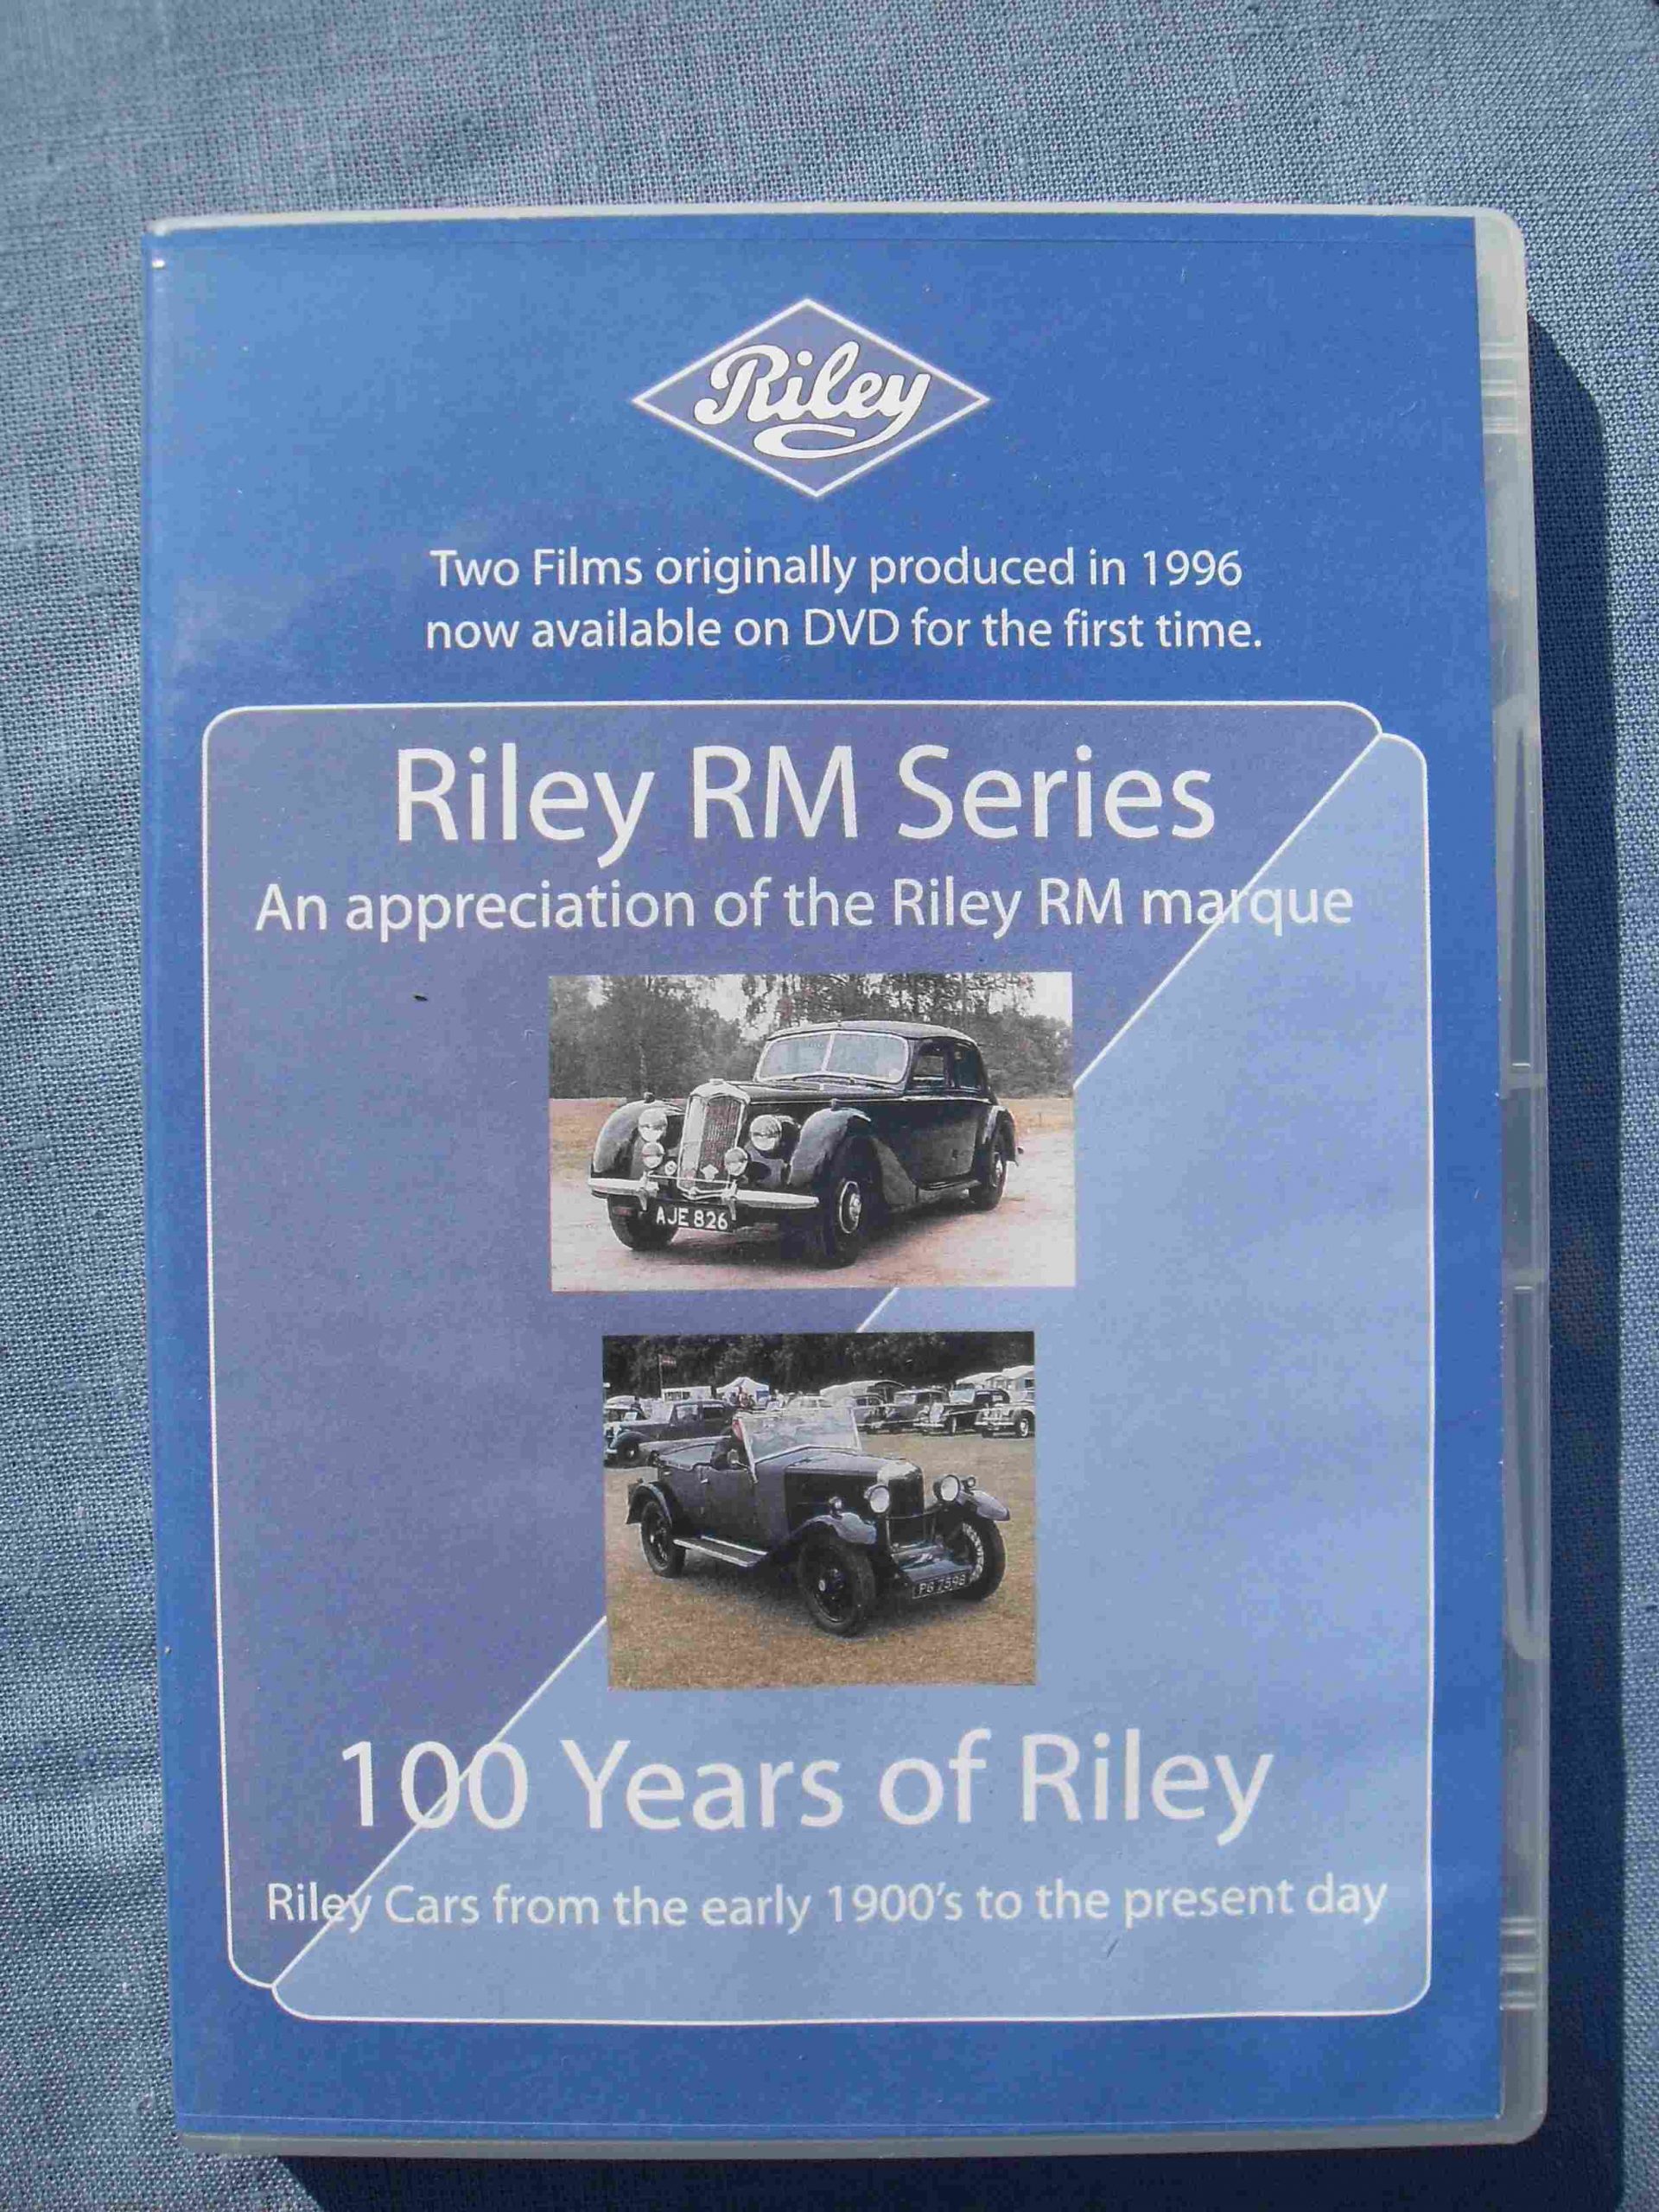 Riley
Two Films originally produced in 1996
now available on DVD for the first time.
Riley RM Series
An appreciation of the Riley RM marque
AJE 826
PG 7598
100 Years of Riley
Riley Cars from the early 1900's to the present day